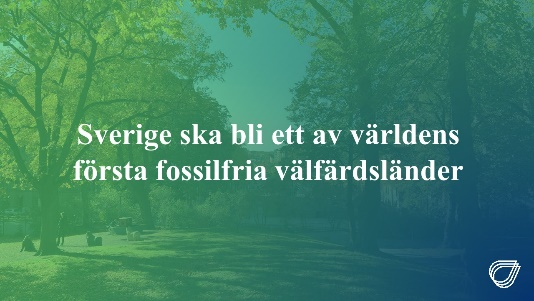 Sverige ska bli ett av världens
första fossilfria välfärdsländer